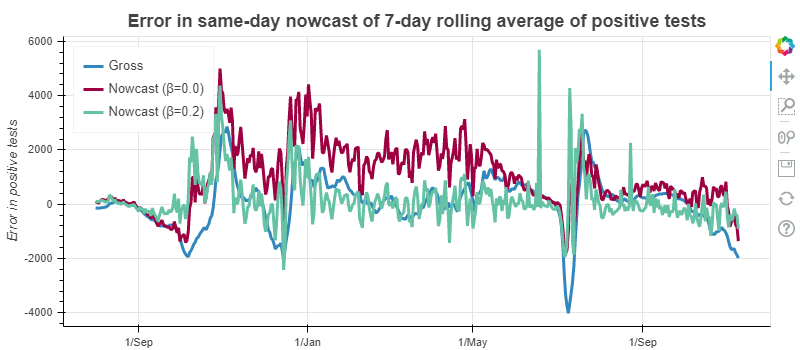 Error in same-day nowcast of 7-day rolling average of positive tests
Error in positive tests
6000
4000
2000
0
-2000
-4000
Gross
Nowcast (β=0.0)
Nowcast (β=0.2)
1/Sep
1/Jan
1/May
1/Sep